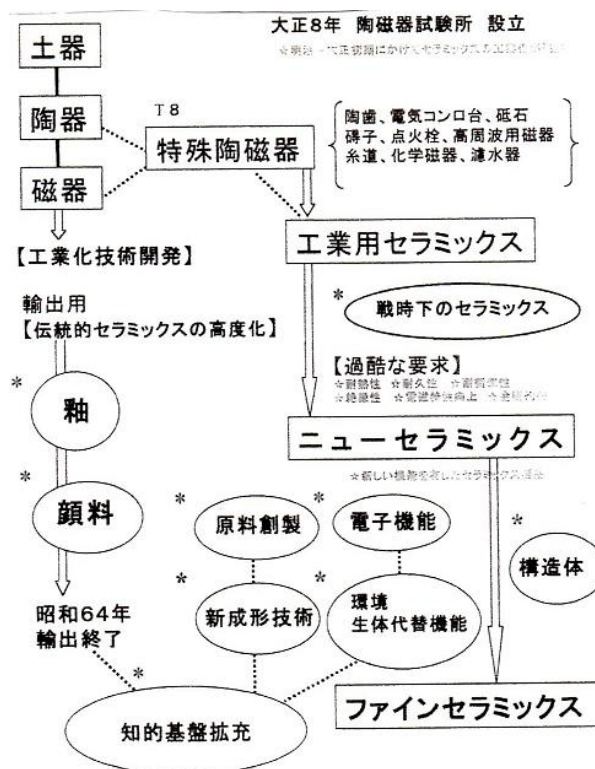 大正8年 陶磁器試験所 設立
土器
陶器
磁器
T8
特殊陶磁器
陶歯、電気コンロ台、砥石
碍子、点火栓、高周波用磁器
糸道、化学磁器、濾水器
【工業化技術開発】
工業用セラミックス
輸出用
【伝統的セラミックスの高度化】
* 戦時下のセラミックス
【過酷な要求】
☆耐熱性 ☆耐久性
☆絶縁性
* 釉
ニューセラミックス
* 顔料
* 原料創製
* 電子機能
* 構造体
* 新成形技術
* 環境
生体代替機能
昭和64年
輸出終了
* 知的基盤拡充
ファインセラミックス